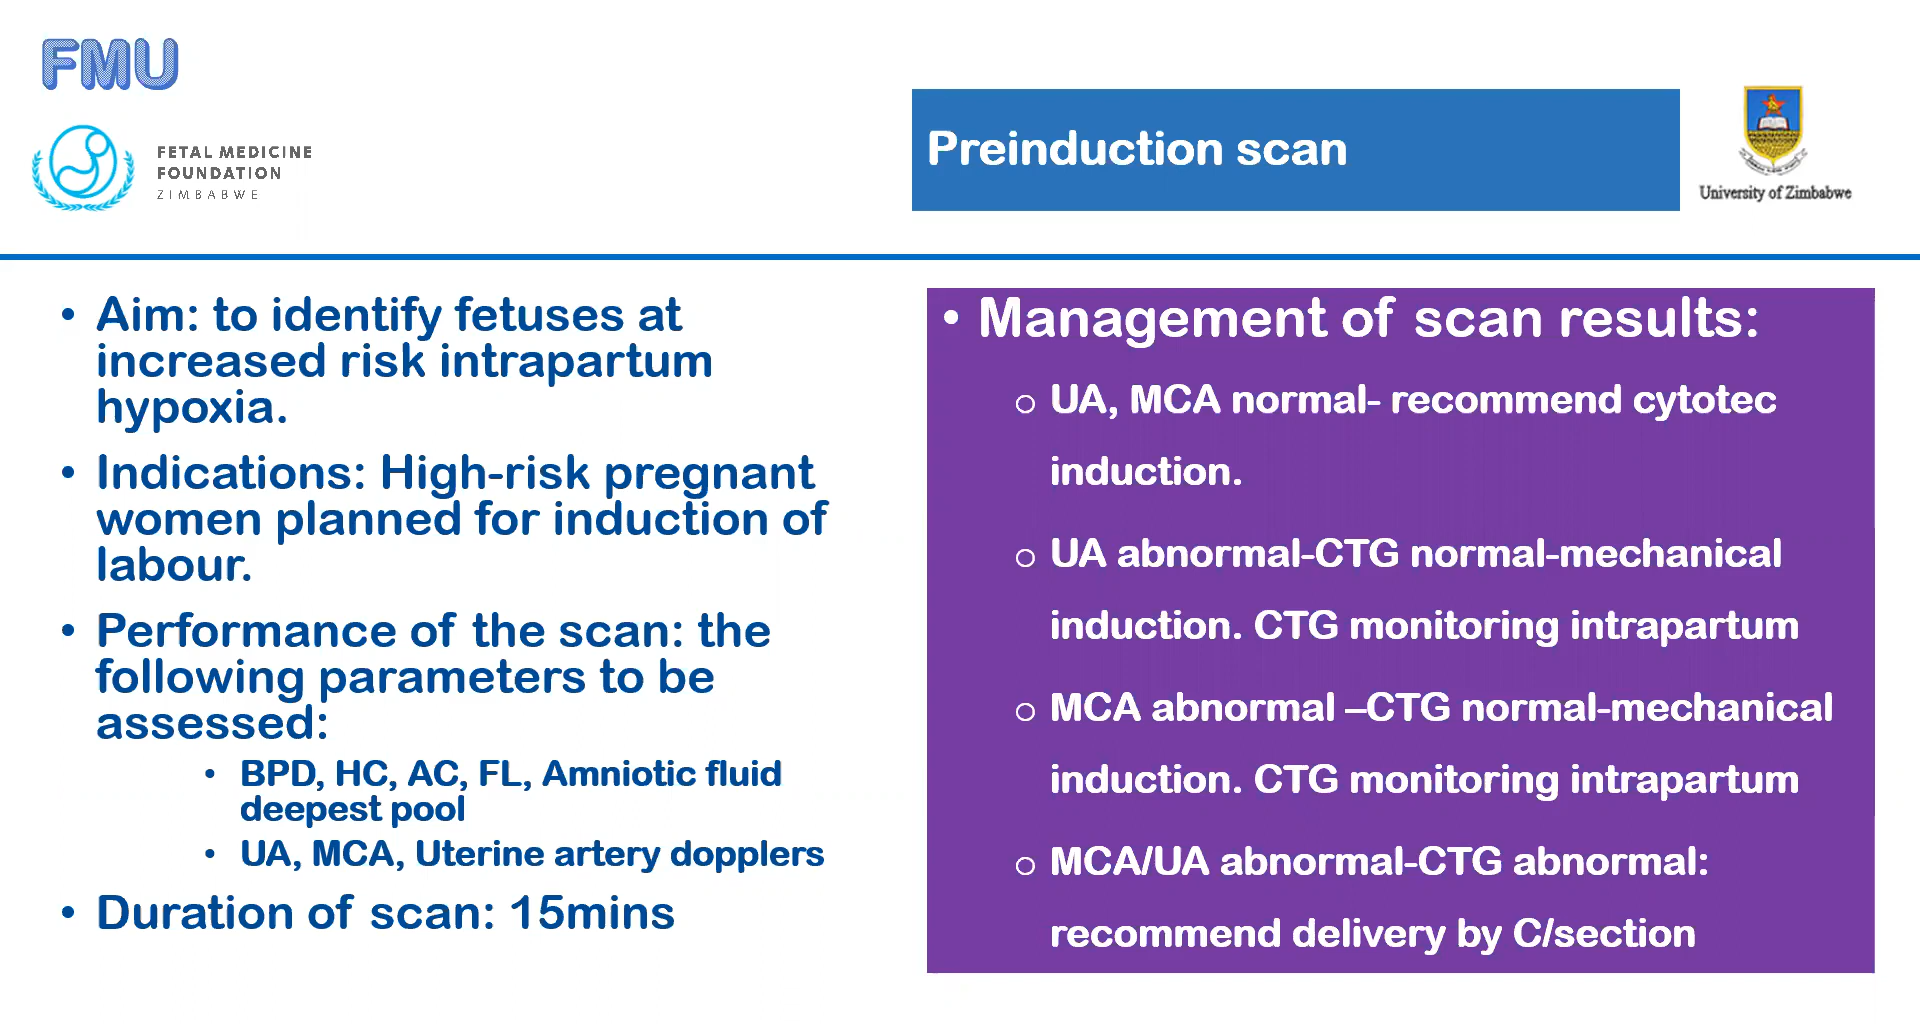 FMU
FETAL MEDICINE
FOUNDATION
ZIMBABWE
Preinduction scan
University of Zimbabwe
• Aim: to identify fetuses at
increased risk intrapartum
hypoxia.
• Indications: High-risk pregnant
women planned for induction of
labour.
• Performance of the scan: the
following parameters to be
assessed:
• BPD, HC, AC, FL, Amniotic fluid
deepest pool
• UA, MCA, Uterine artery dopplers
• Duration of scan: 15mins
• Management of scan results:
o UA, MCA normal- recommend cytotec
induction.
o UA abnormal-CTG normal-mechanical
induction. CTG monitoring intrapartum
o MCA abnormal –CTG normal-mechanical
induction. CTG monitoring intrapartum
o MCA/UA abnormal-CTG abnormal:
recommend delivery by C/section